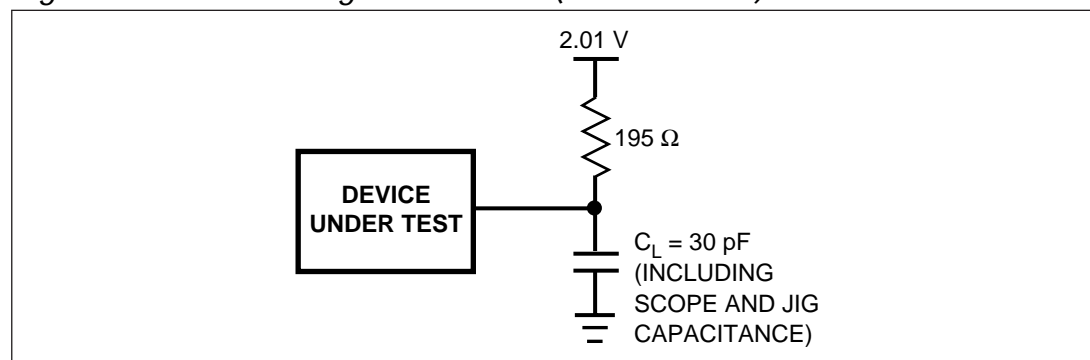 2.01 V
195 Ω
DEVICE
UNDER TEST
C_L = 30 pF
(INCLUDING
SCOPE AND JIG
CAPACITANCE)